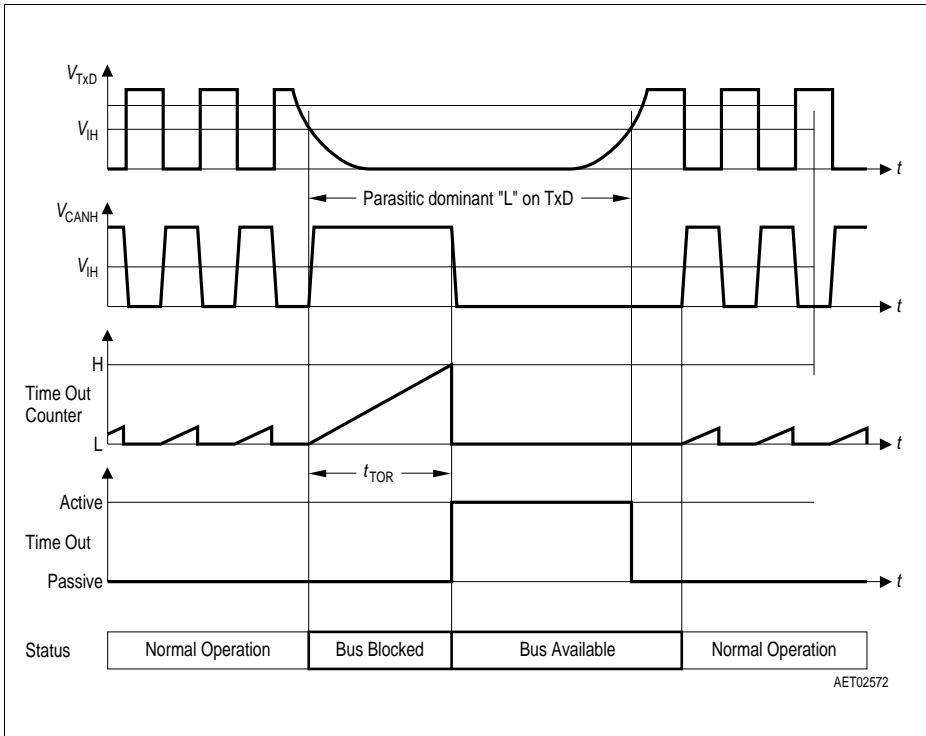 VTxD
VIH
t
Parasitic dominant "L" on TxD
VCANH
VIH
t
H
Time Out
Counter
L
t
tTOR
Active
Time Out
Passive
t
Status
Normal Operation
Bus Blocked
Bus Available
Normal Operation
AET02572